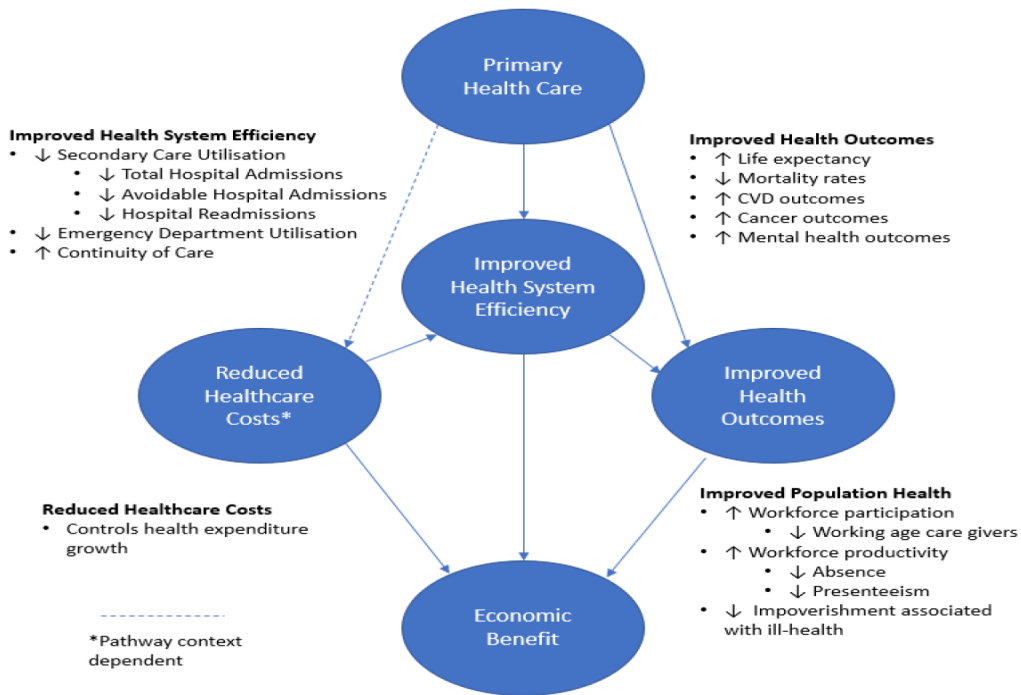 Primary
Health Care
Improved Health System Efficiency
• ↓ Secondary Care Utilisation
• ↓ Total Hospital Admissions
• ↓ Avoidable Hospital Admissions
• ↓ Hospital Readmissions
• ↓ Emergency Department Utilisation
• ↑ Continuity of Care
Improved Health Outcomes
• ↑ Life expectancy
• ↓ Mortality rates
• ↑ CVD outcomes
• ↑ Cancer outcomes
• ↑ Mental health outcomes
Improved
Health System
Efficiency
Reduced
Healthcare
Costs*
Improved
Health
Outcomes
Reduced Healthcare Costs
• Controls health expenditure
growth
Improved Population Health
• ↑ Workforce participation
• ↓ Working age care givers
• ↑ Workforce productivity
• ↓ Absence
• ↓ Presenteeism
• ↓ Impoverishment associated
with ill-health
Economic
Benefit
*Pathway context
dependent